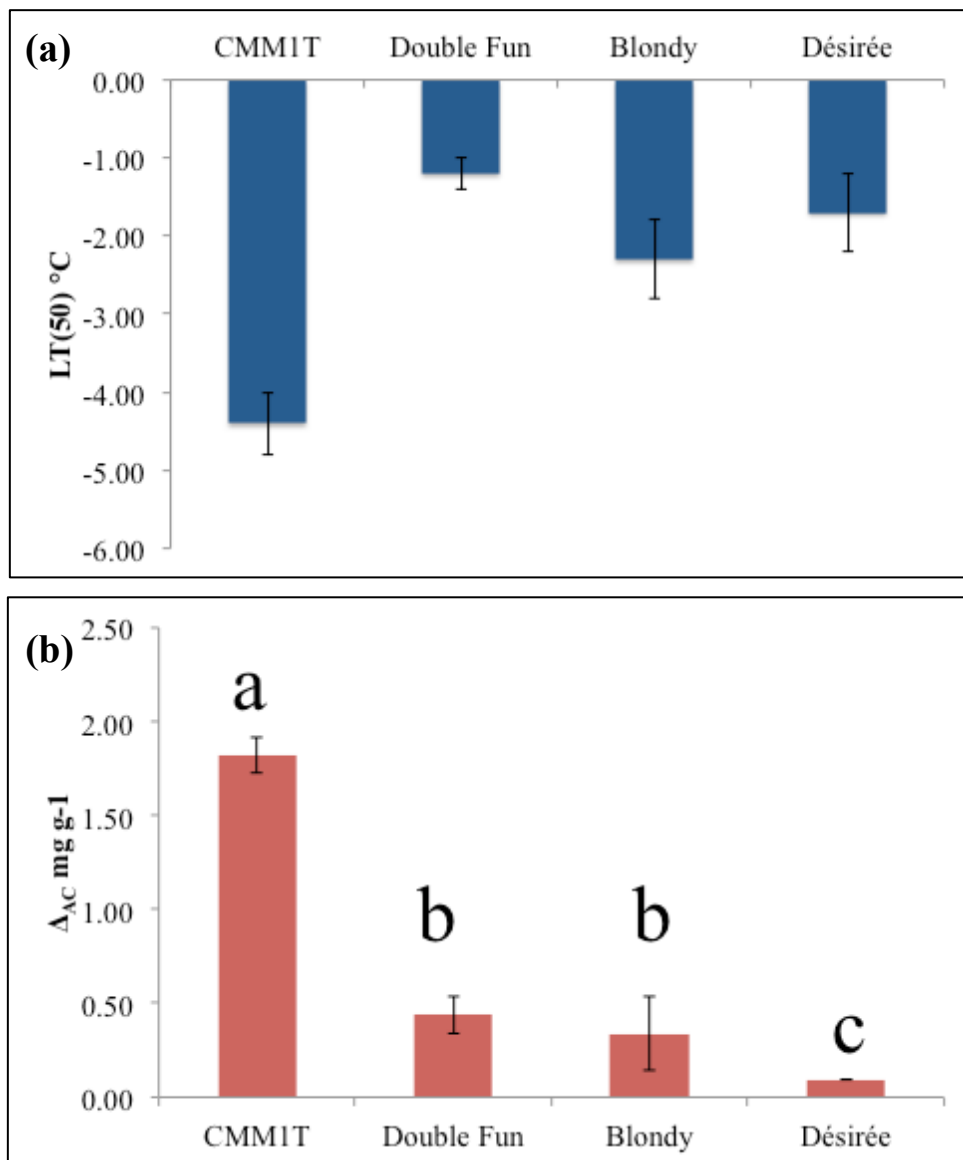 (a)
CMM1T Double Fun Blondy Désirée
0.00
-1.00
-2.00
-3.00
-4.00
-5.00
-6.00
LT(50) °C
(b)
2.50
2.00
1.50
1.00
0.50
0.00
ΔAC mg g-1
a
b
b
c
CMM1T Double Fun Blondy Désirée